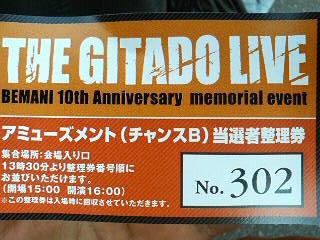 THE GITADO LIVE
BEMANI 10th Anniversary memorial event
アミューズメント(チャンスB)当選者整理券
集合場所:会場入り口
13時30分より整理券番号順に
お並びいただきます。
(開場15:00 開演16:00)
※この整理券は入場時に回収させていただきます。
No. 302